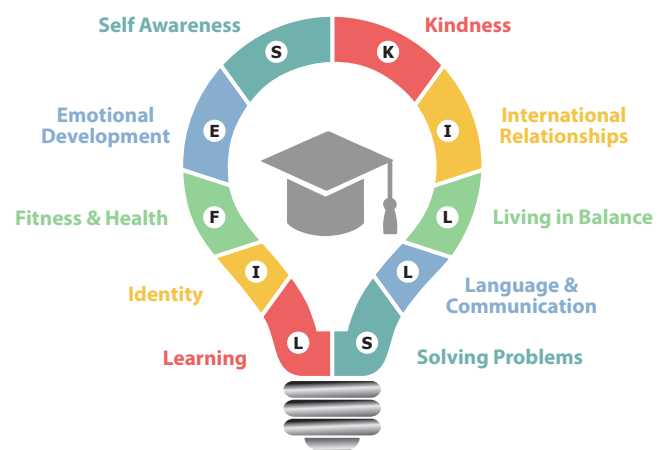 Self Awareness
S
K
Kindness
Emotional
Development
E
I
International
Relationships
Fitness & Health
F
L
Living in Balance
Identity
I
L
Language &
Communication
Learning
L
S
Solving Problems